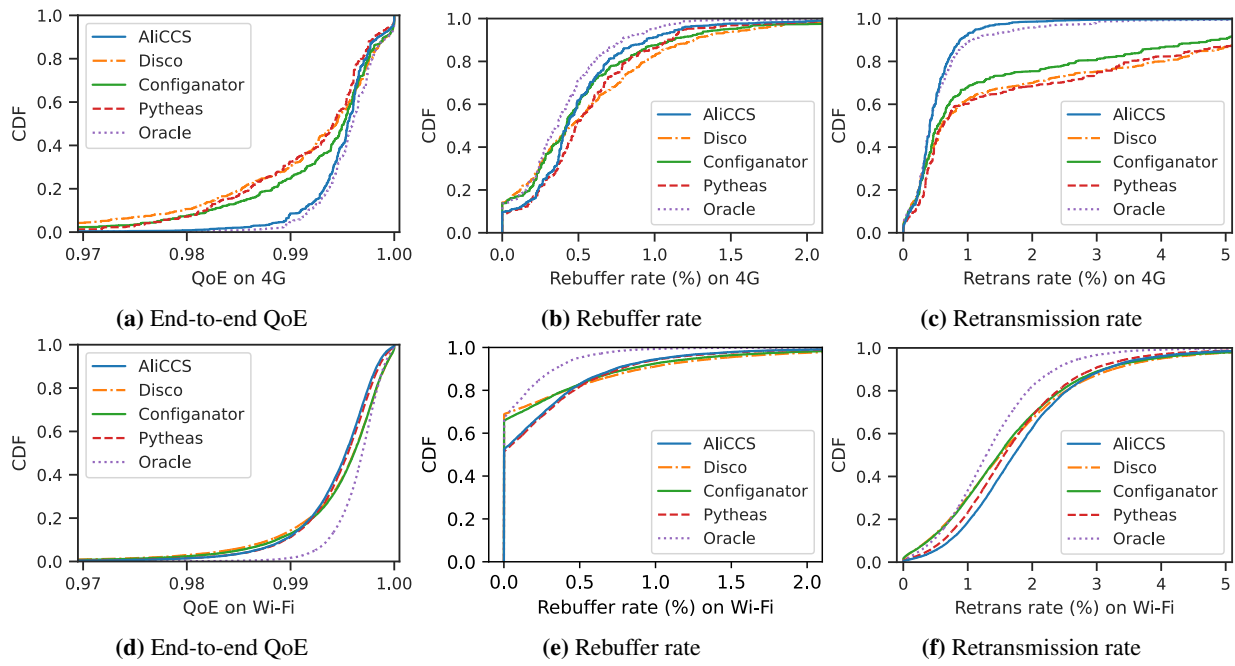 1.0
0.8
0.6
0.4
0.2
0.0
CDF
AliCCS
Disco
Configanator
Pytheas
Oracle
0.97 0.98 0.99 1.00
QoE on 4G
(a) End-to-end QoE
1.0
0.8
0.6
0.4
0.2
0.0
CDF
AliCCS
Disco
Configanator
Pytheas
Oracle
0.0 0.5 1.0 1.5 2.0
Rebuffer rate (%) on 4G
(b) Rebuffer rate
1.0
0.8
0.6
0.4
0.2
0.0
CDF
AliCCS
Disco
Configanator
Pytheas
Oracle
0 1 2 3 4 5
Retrans rate (%) on 4G
(c) Retransmission rate
1.0
0.8
0.6
0.4
0.2
0.0
CDF
AliCCS
Disco
Configanator
Pytheas
Oracle
0.97 0.98 0.99 1.00
QoE on Wi-Fi
(d) End-to-end QoE
1.0
0.8
0.6
0.4
0.2
0.0
CDF
AliCCS
Disco
Configanator
Pytheas
Oracle
0.0 0.5 1.0 1.5 2.0
Rebuffer rate (%) on Wi-Fi
(e) Rebuffer rate
1.0
0.8
0.6
0.4
0.2
0.0
CDF
AliCCS
Disco
Configanator
Pytheas
Oracle
0 1 2 3 4 5
Retrans rate (%) on Wi-Fi
(f) Retransmission rate